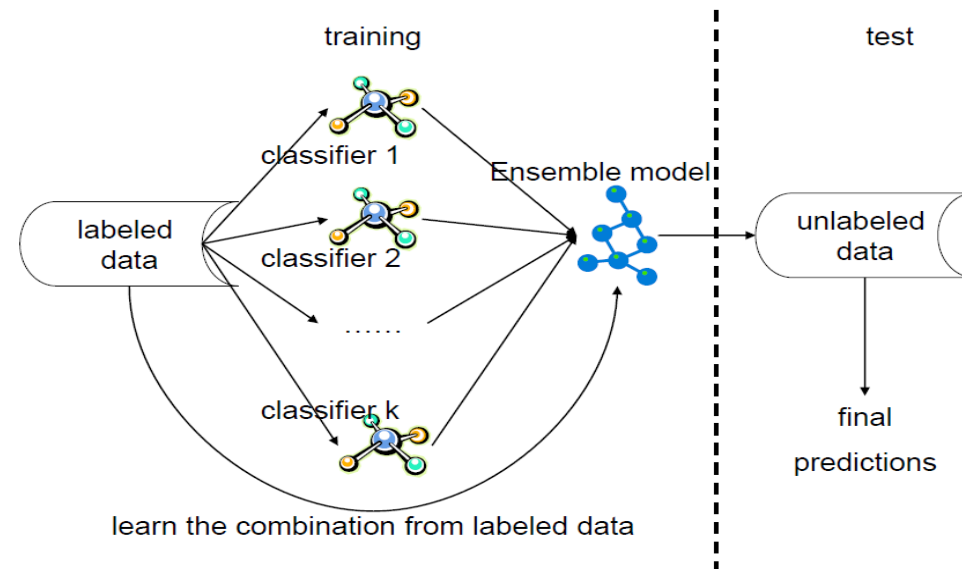 training
test
classifier 1
Ensemble model
labeled
data
classifier 2
unlabeled
data
......
classifier k
final
predictions
learn the combination from labeled data